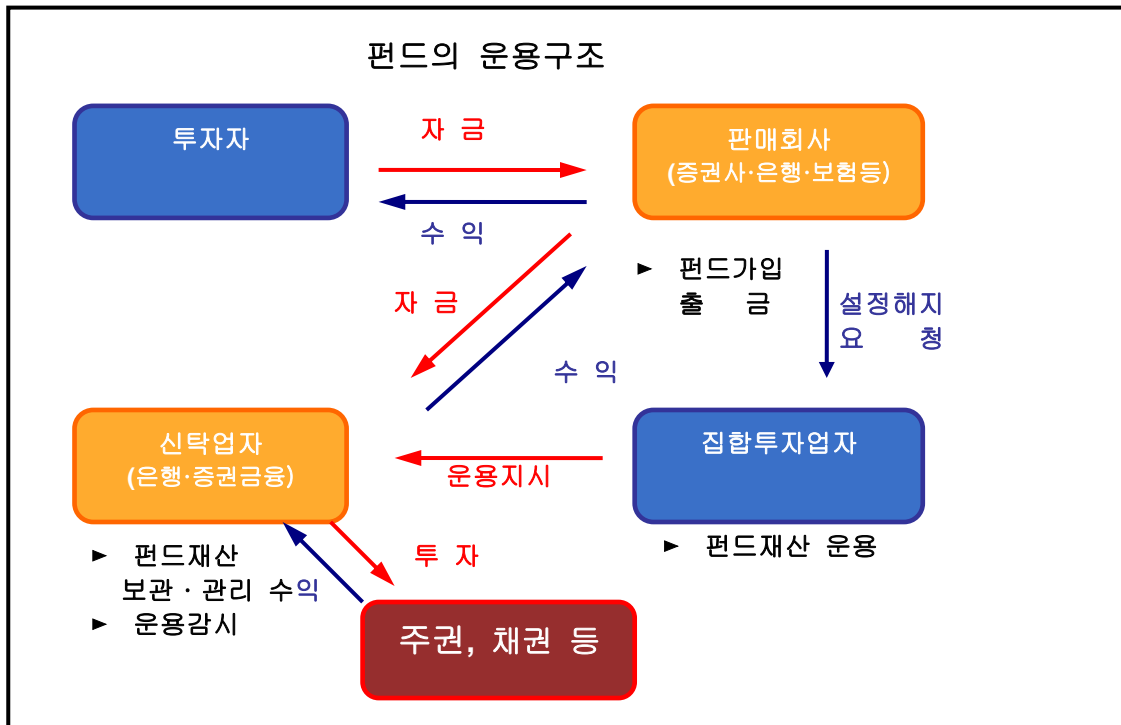 펀드의 운용구조
투자자
자 금
판매회사
(증권사·은행·보험등)
수 익
► 펀드가입
출 금
자 금
설정해지
요 청
수 익
신탁업자
(은행·증권금융)
집합투자업자
운용지시
► 펀드재산
보관 · 관리 수익
► 운용감시
투 자
► 펀드재산 운용
주권, 채권 등